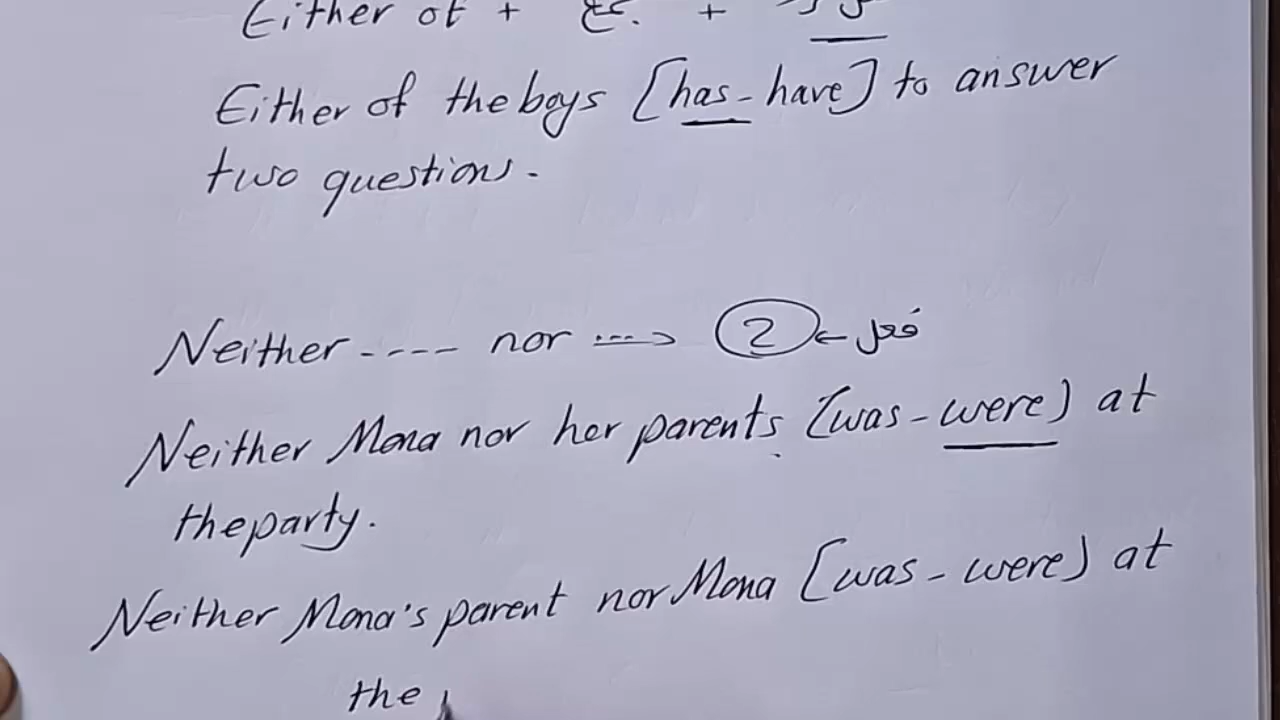 Either of + جمع. +
Either of the boys [has - have] to answer
two questions.
Neither ---- nor ...→ 2 ← فعل
Neither Mona nor her parents (was - were) at
the party.
Neither Mona's parent nor Mona [was - were) at
the